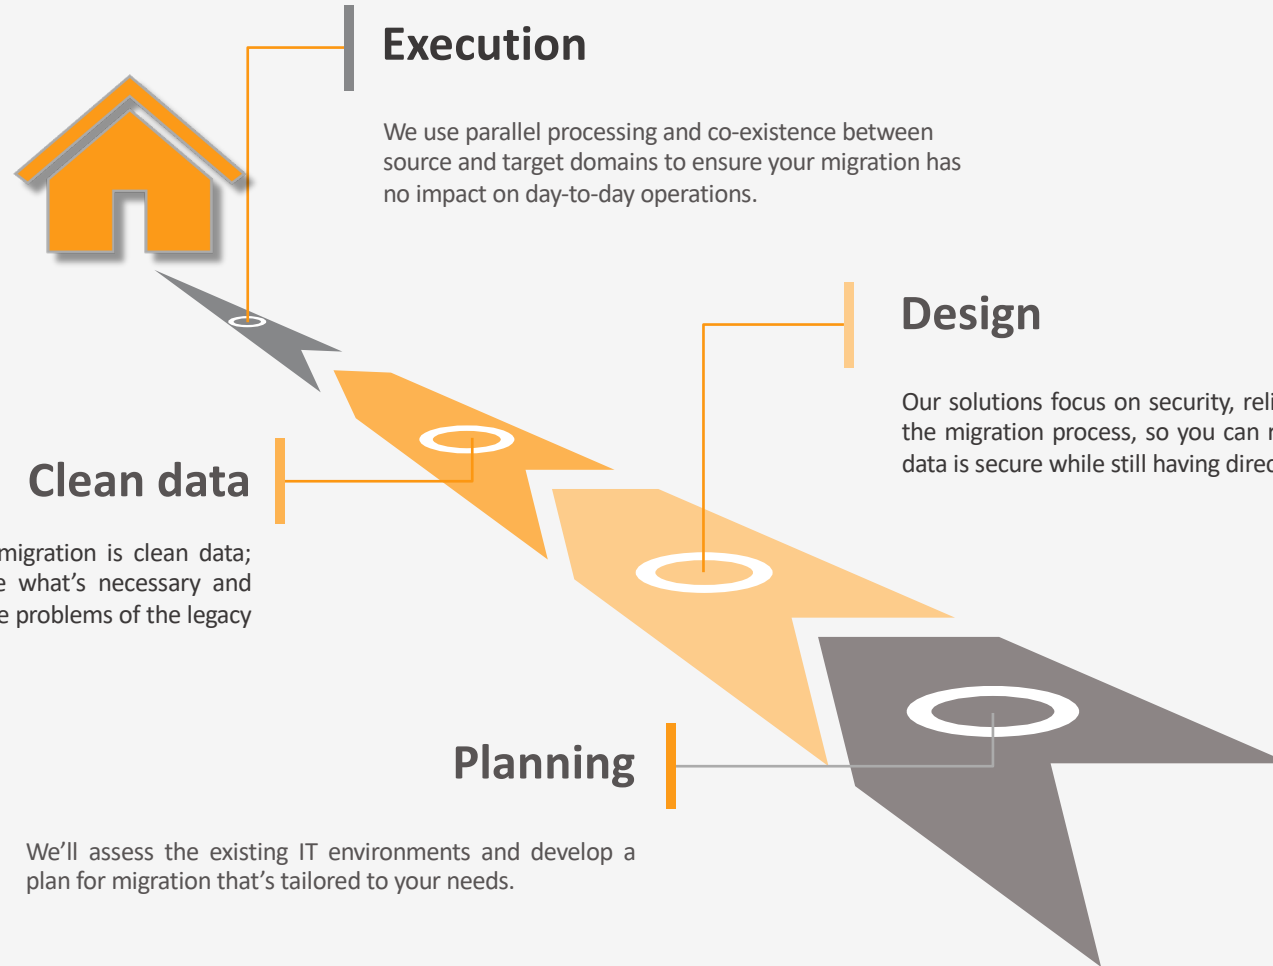 Execution
We use parallel processing and co-existence between
source and target domains to ensure your migration has
no impact on day-to-day operations.
Design
Our solutions focus on security,
the migration process, so you can
data is secure while still having
Clean data
migration is clean data;
what's necessary and
problems of the legacy
Planning
We'll assess the existing IT environments and develop a
plan for migration that's tailored to your needs.